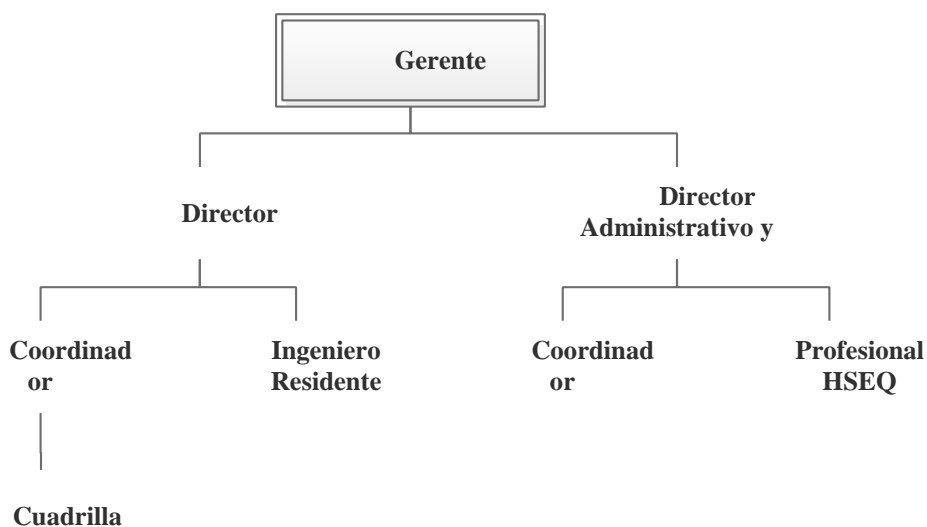 Gerente
Director
Director
Administrativo y
Coordinad
or
Ingeniero
Residente
Coordinad
or
Profesional
HSEQ
Cuadrilla